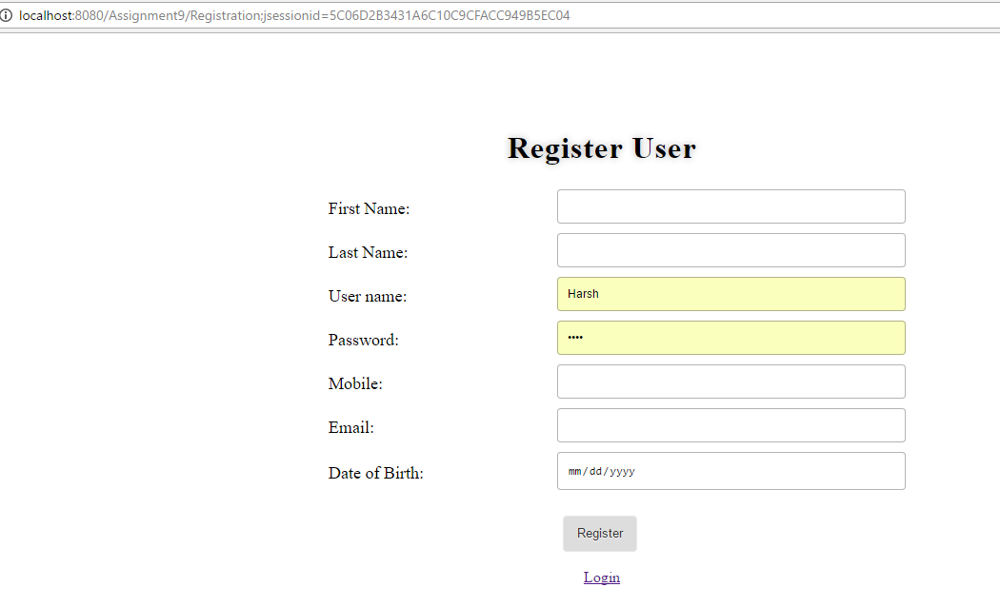 localhost:8080/Assignment9/Registration;jsessionid=5C06D2B3431A6C10C9CFACC949B5EC04
Register User
First Name:
Last Name:
User name: Harsh
Password: ••••
Mobile:
Email:
Date of Birth: mm/dd/yyyy
Register
Login